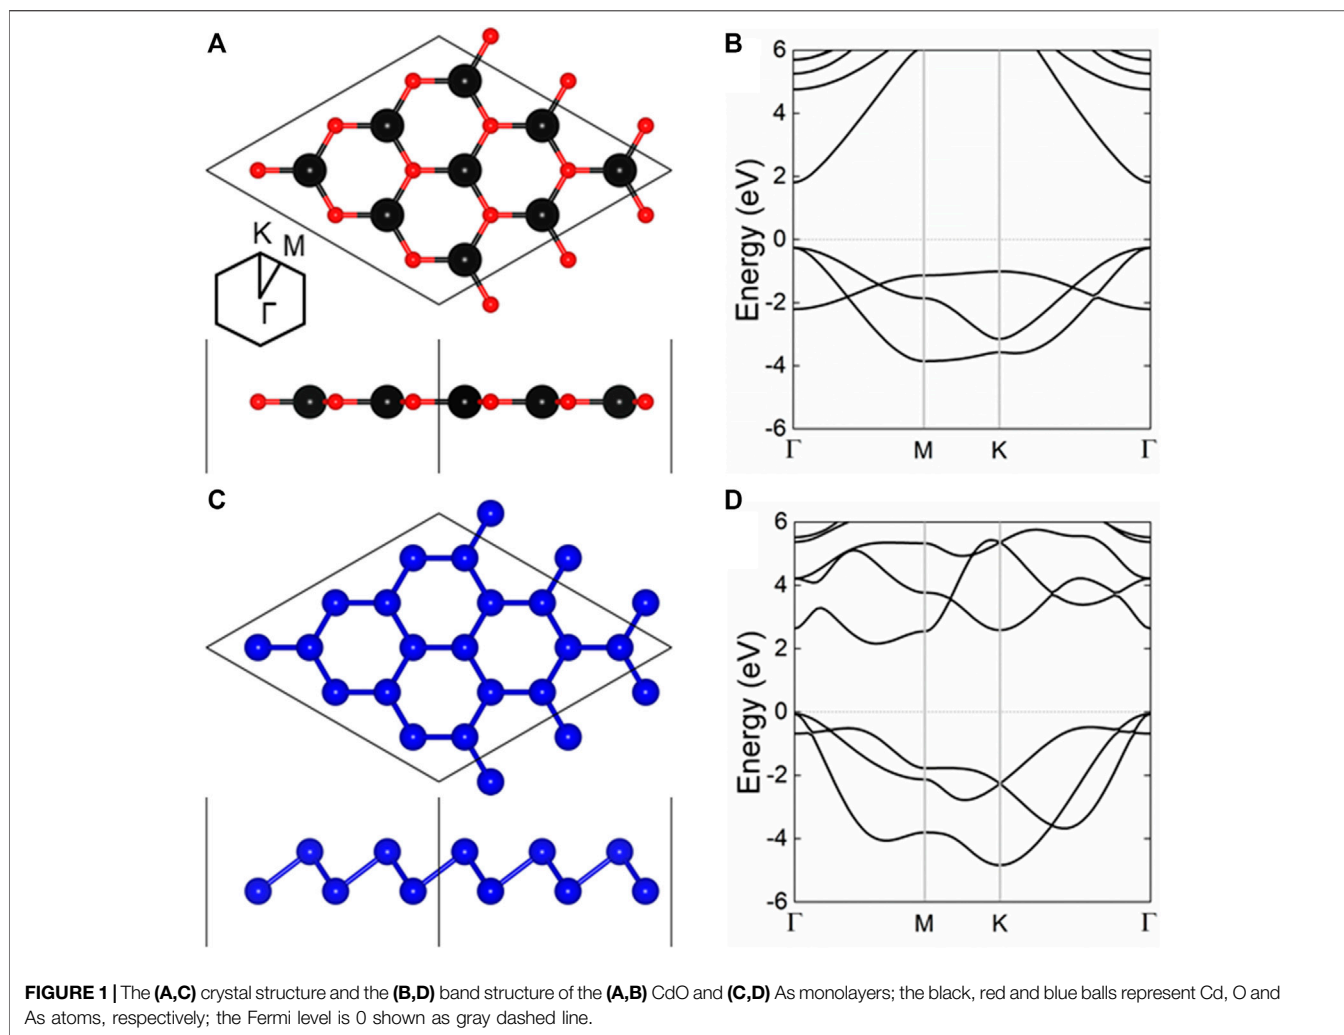 A
K
M
Γ
B
Energy (eV)
6
4
2
0
-2
-4
-6
Γ M K Γ
C
D
Energy (eV)
6
4
2
0
-2
-4
-6
Γ M K Γ
FIGURE 1 | The (A,C) crystal structure and the (B,D) band structure of the (A,B) CdO and (C,D) As monolayers; the black, red and blue balls represent Cd, O and
As atoms, respectively; the Fermi level is 0 shown as gray dashed line.